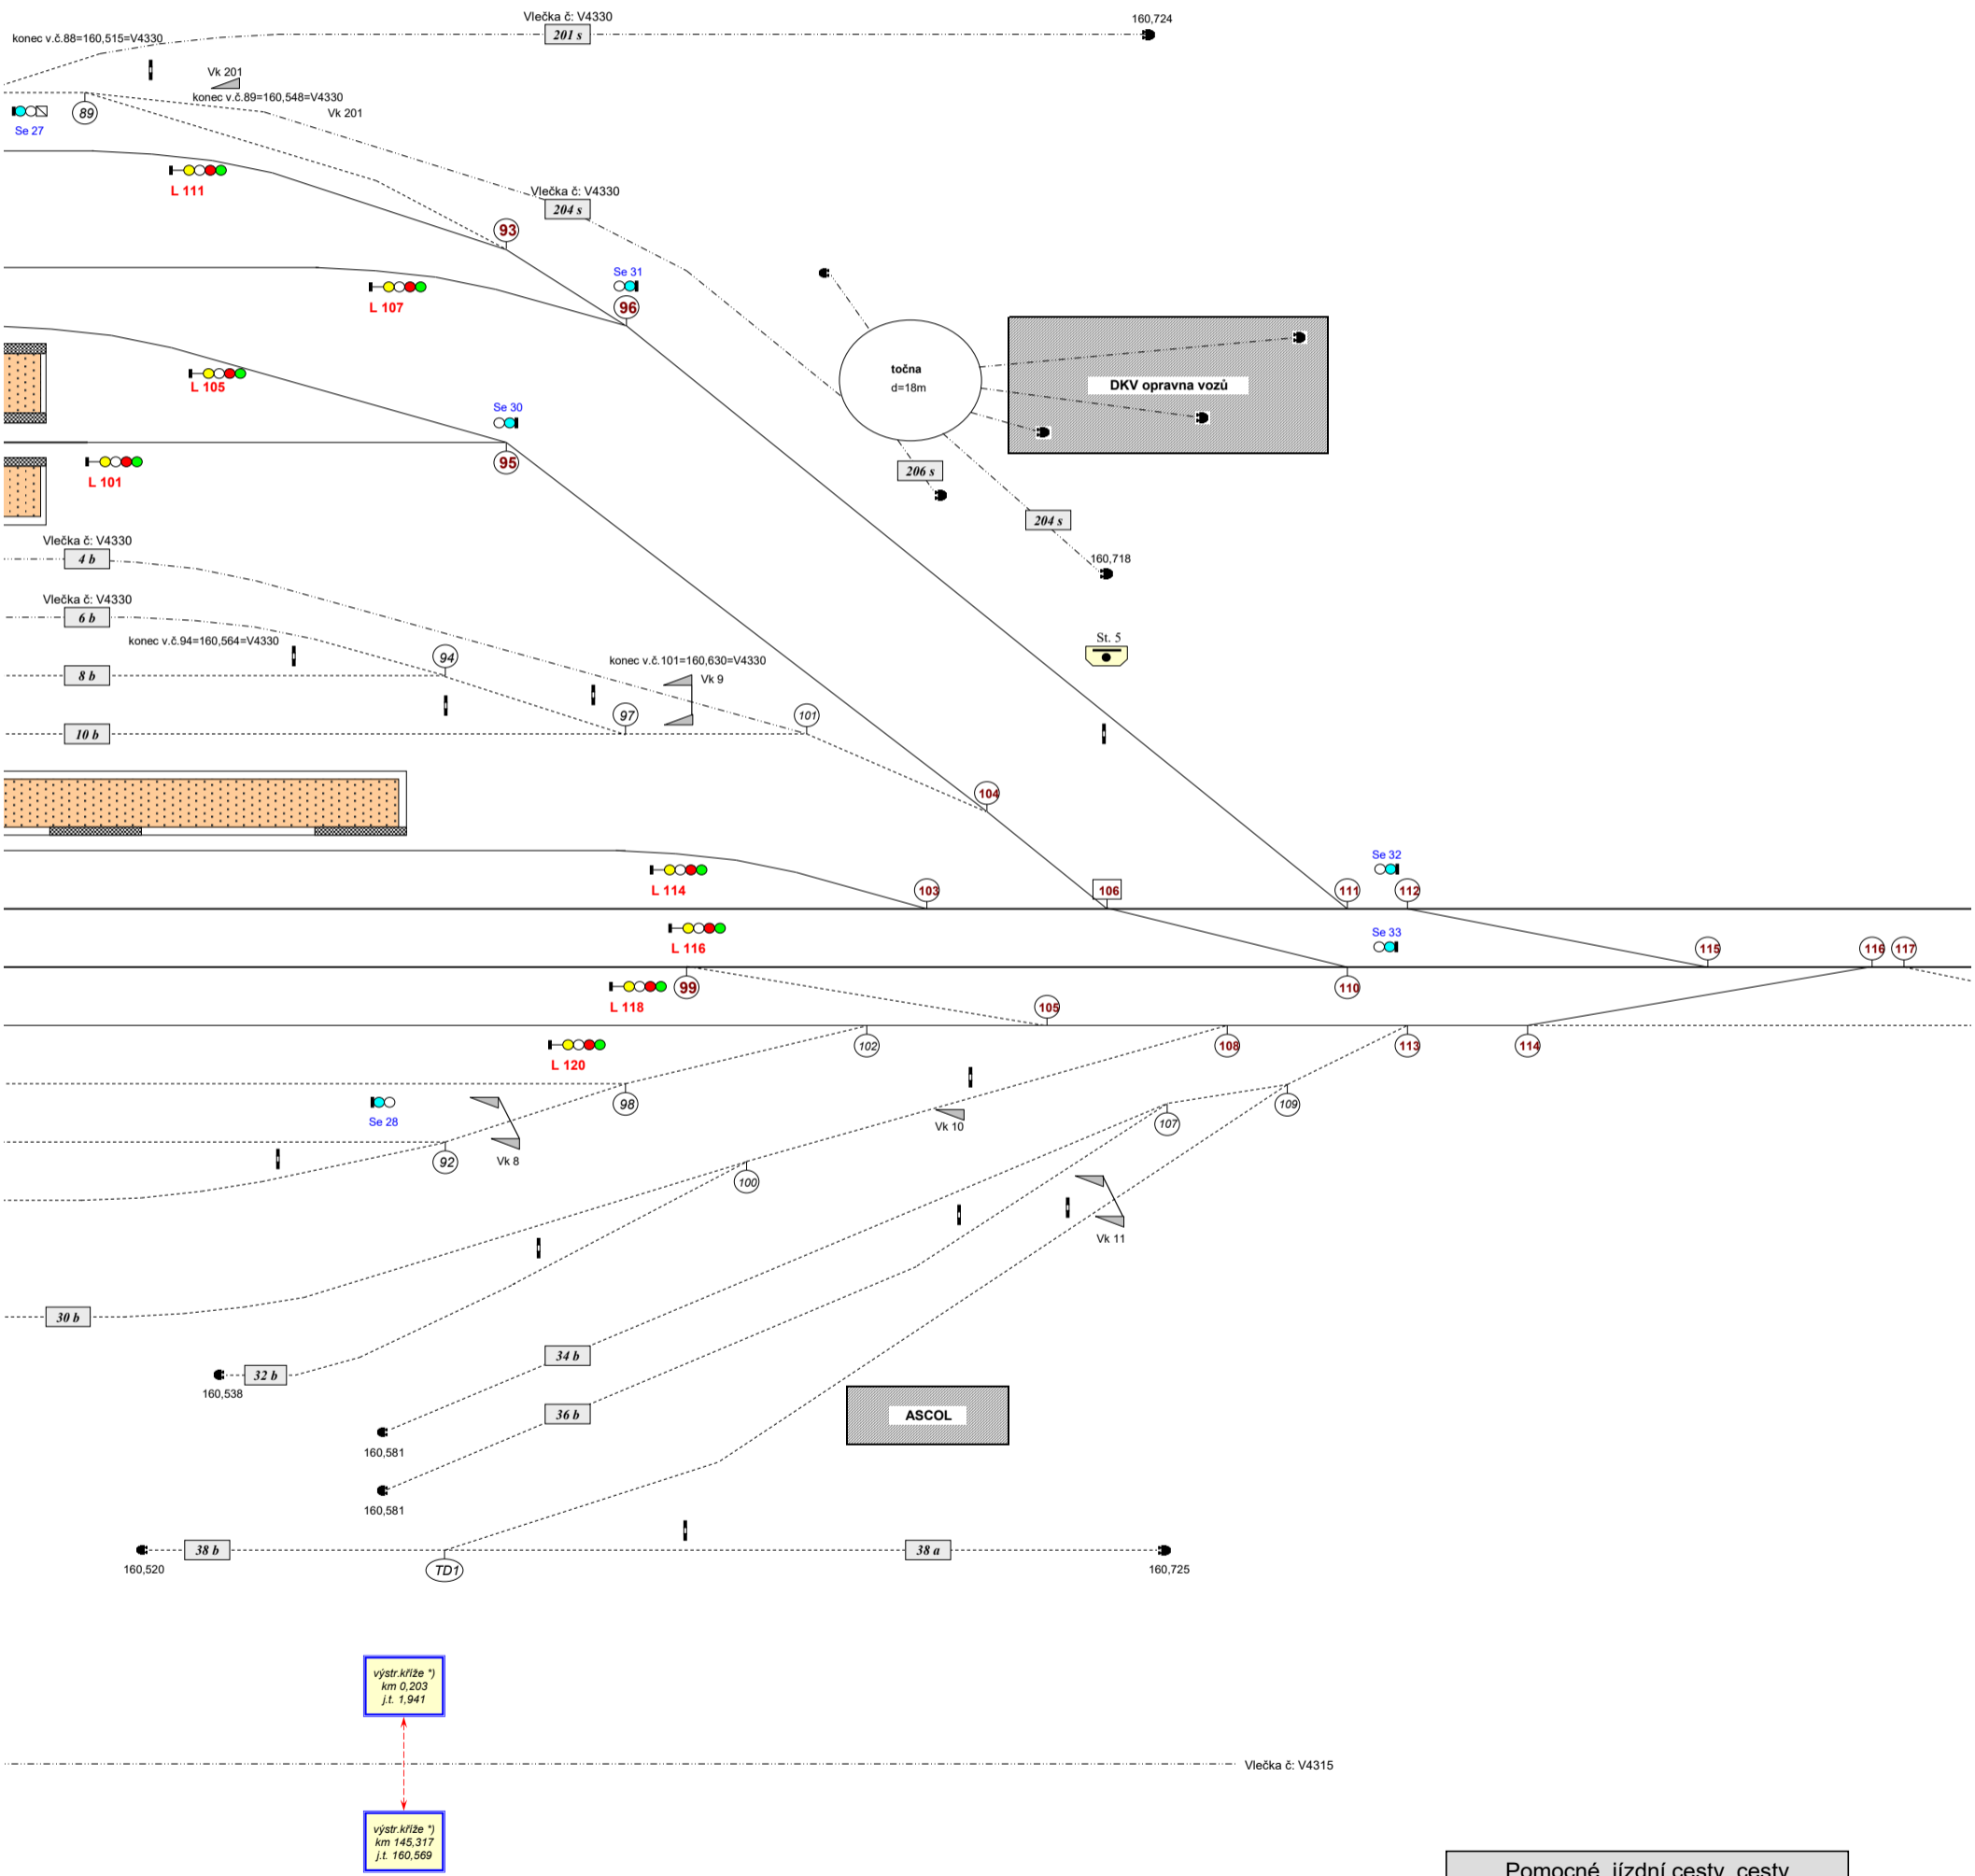 Vlečka č: V4330
201 s
160,724
konec v.č.88=160,515=V4330
Vk 201
konec v.č.89=160,548=V4330
Vk 201
Se 27
89
L 111
Vlečka č: V4330
204 s
93
L 107
Se 31
96
točna
d=18m
DKV opravna vozů
L 105
Se 30
95
L 101
206 s
204 s
160,718
Vlečka č: V4330
4 b
Vlečka č: V4330
6 b
konec v.č.94=160,564=V4330
94
8 b
konec v.č.101=160,630=V4330
Vk 9
St. 5
97
101
10 b
104
L 114
103
106
Se 32
111
112
L 116
Se 33
115
116
117
L 118
99
105
110
L 120
102
108
113
114
Se 28
98
Vk 10
107
109
92
Vk 8
100
Vk 11
30 b
34 b
32 b
160,538
36 b
ASCOL
160,581
160,581
38 b
38 a
160,520
TD1
160,725
výstr.kříže *)
km 0,203
j.t. 1,941
Vlečka č: V4315
výstr.kříže *)
km 145,317
j.t. 160,569
Pomocné jízdní cesty, cesty